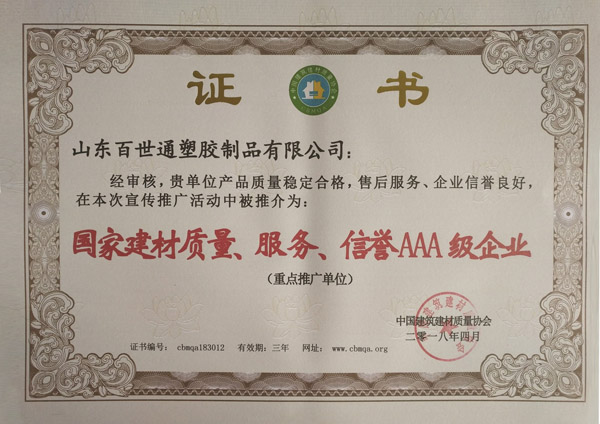 证 书
山东百世通塑胶制品有限公司：
经审核，贵单位产品质量稳定合格，售后服务、企业信誉良好，
在本次宣传推广活动中被推介为：
国家建材质量、服务、信誉AAA级企业
（重点推广单位）
中国建筑建材质量协会
二零一八年四月
证书编号： cbmqa183012 有效期：三年 网址： www.cbmqa.org